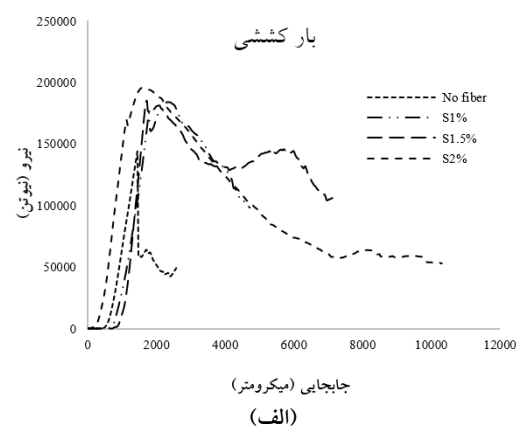 بار کششی
250000
200000
150000
100000
50000
0
نیرو (نیوتن)
No fiber
S1%
S1.5%
S2%
0 2000 4000 6000 8000 10000 12000
جابجایی (میکرومتر)
(الف)